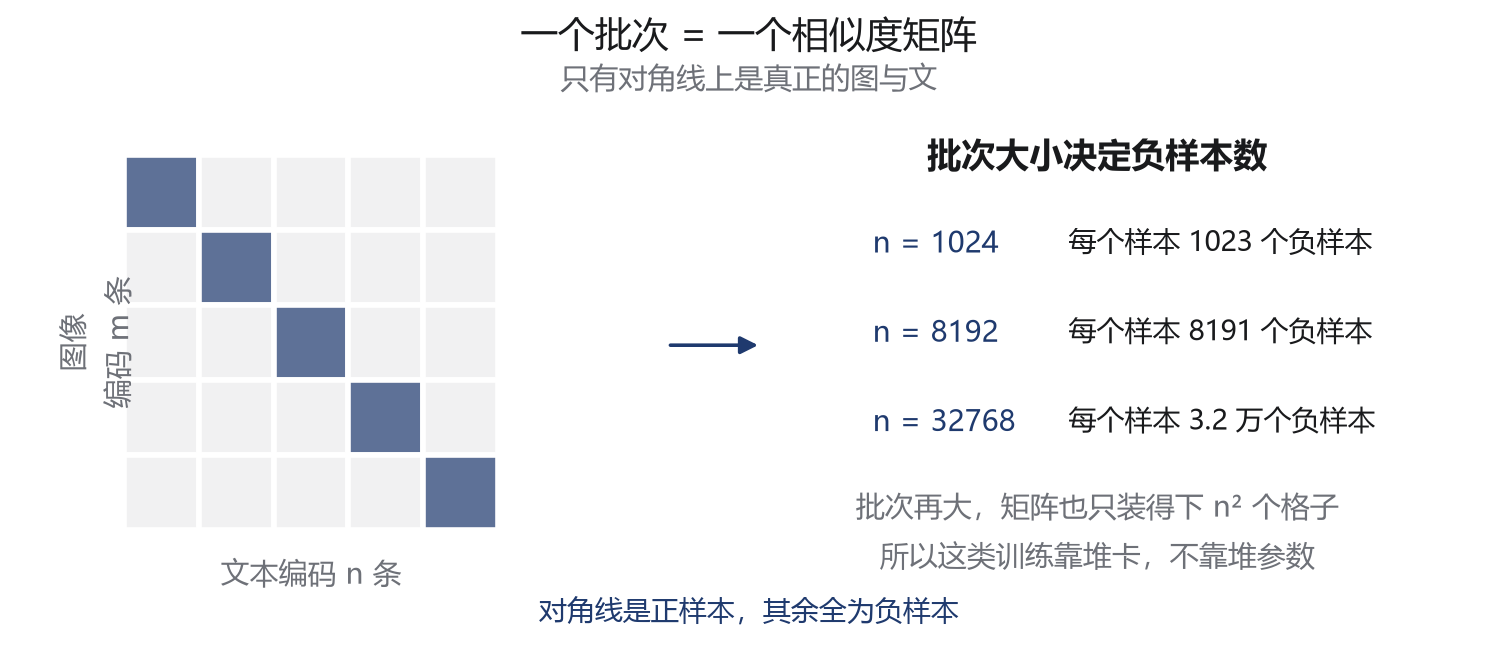 一个批次 = 一个相似度矩阵
只有对角线上是真正的图与文
图像
编码 m 条
文本编码 n 条
批次大小决定负样本数
n = 1024 每个样本 1023 个负样本
n = 8192 每个样本 8191 个负样本
n = 32768 每个样本 3.2 万个负样本
批次再大，矩阵也只装得下 n² 个格子
所以这类训练靠堆卡，不靠堆参数
对角线是正样本，其余全为负样本